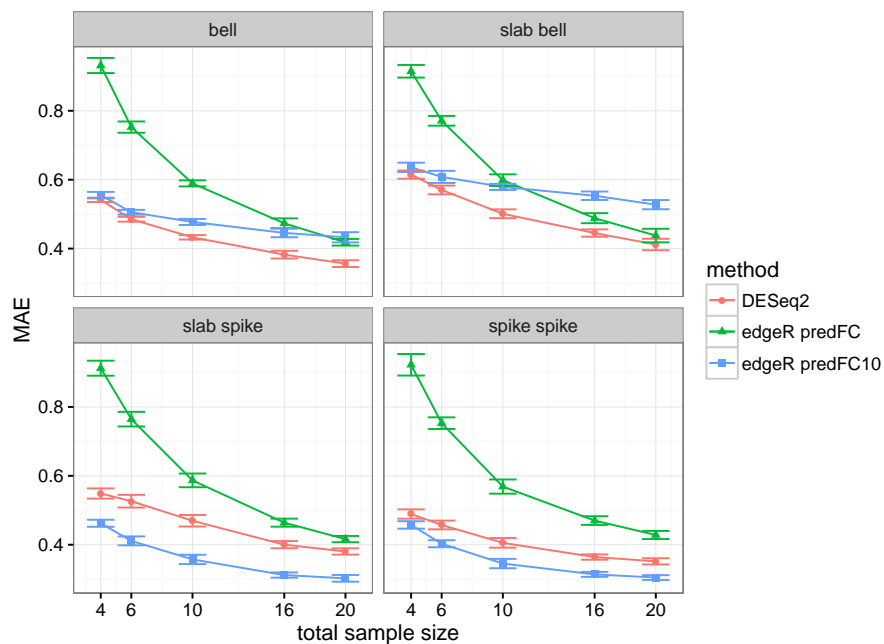 bell
slab bell
0.8
0.6
0.4
MAE
slab spike
spike spike
0.8
0.6
0.4
4 6 10 16 20
4 6 10 16 20
total sample size
method
DESeq2
edgeR predFC
edgeR predFC10